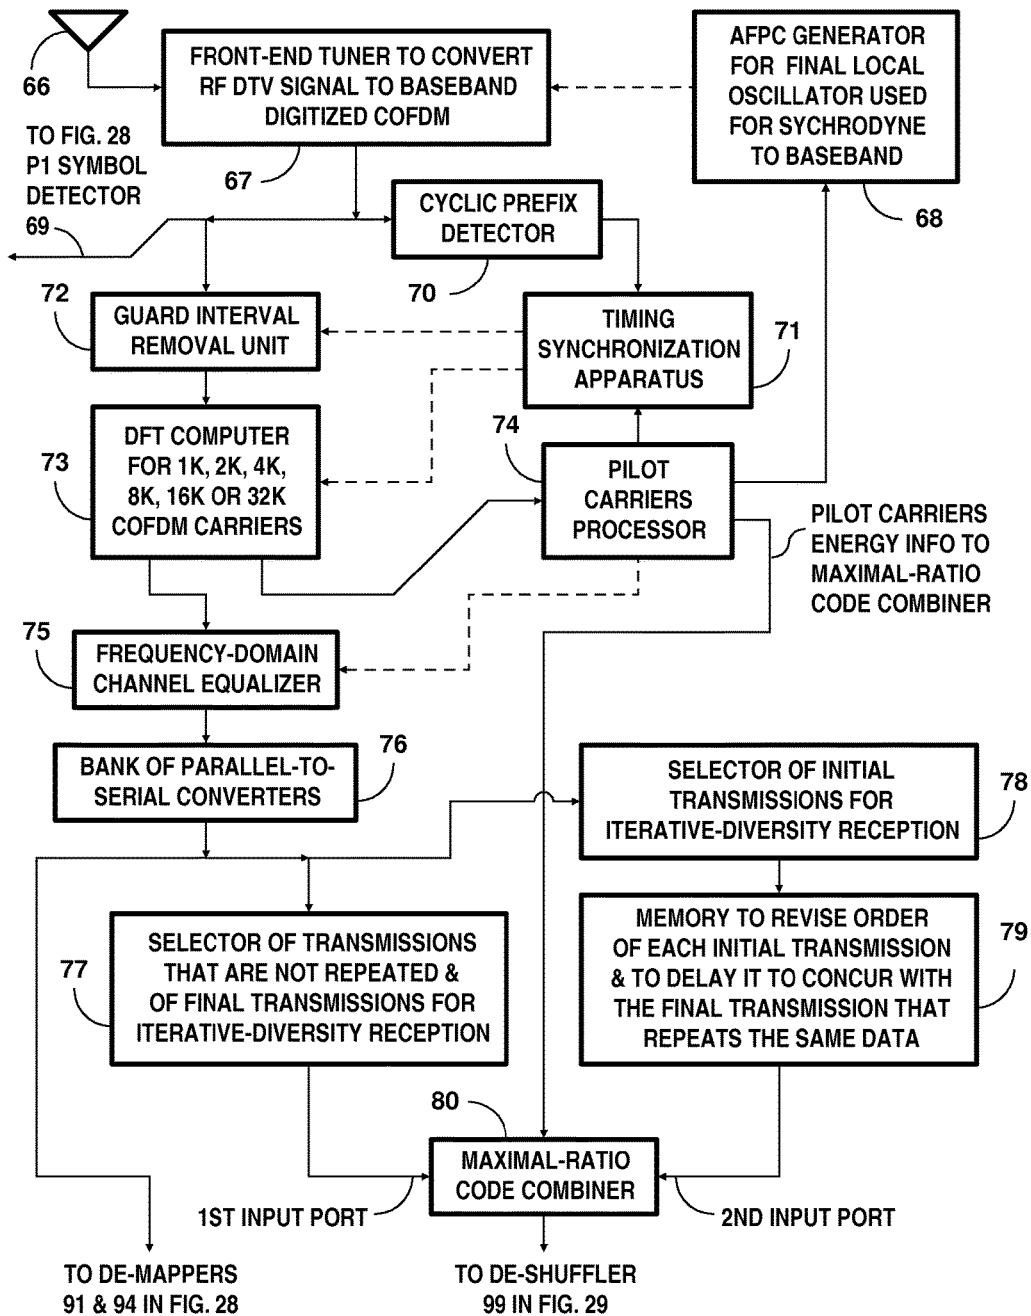 66
FRONT-END TUNER TO CONVERT
RF DTV SIGNAL TO BASEBAND
DIGITIZED COFDM
67
AFPC GENERATOR
FOR FINAL LOCAL
OSCILLATOR USED
FOR SYCHRODYNE
TO BASEBAND
68
TO FIG. 28
P1 SYMBOL
DETECTOR
69
CYCLIC PREFIX
DETECTOR
70
72
GUARD INTERVAL
REMOVAL UNIT
TIMING
SYNCHRONIZATION
APPARATUS
71
73
DFT COMPUTER
FOR 1K, 2K, 4K,
8K, 16K OR 32K
COFDM CARRIERS
74
PILOT
CARRIERS
PROCESSOR
PILOT CARRIERS
ENERGY INFO TO
MAXIMAL-RATIO
CODE COMBINER
75
FREQUENCY-DOMAIN
CHANNEL EQUALIZER
76
BANK OF PARALLEL-TO-
SERIAL CONVERTERS
SELECTOR OF INITIAL
TRANSMISSIONS FOR
ITERATIVE-DIVERSITY RECEPTION
78
77
SELECTOR OF TRANSMISSIONS
THAT ARE NOT REPEATED &
OF FINAL TRANSMISSIONS FOR
ITERATIVE-DIVERSITY RECEPTION
MEMORY TO REVISE ORDER
OF EACH INITIAL TRANSMISSION
& TO DELAY IT TO CONCUR WITH
THE FINAL TRANSMISSION THAT
REPEATS THE SAME DATA
79
80
MAXIMAL-RATIO
CODE COMBINER
1ST INPUT PORT
2ND INPUT PORT
TO DE-MAPPERS
91 & 94 IN FIG. 28
TO DE-SHUFFLER
99 IN FIG. 29